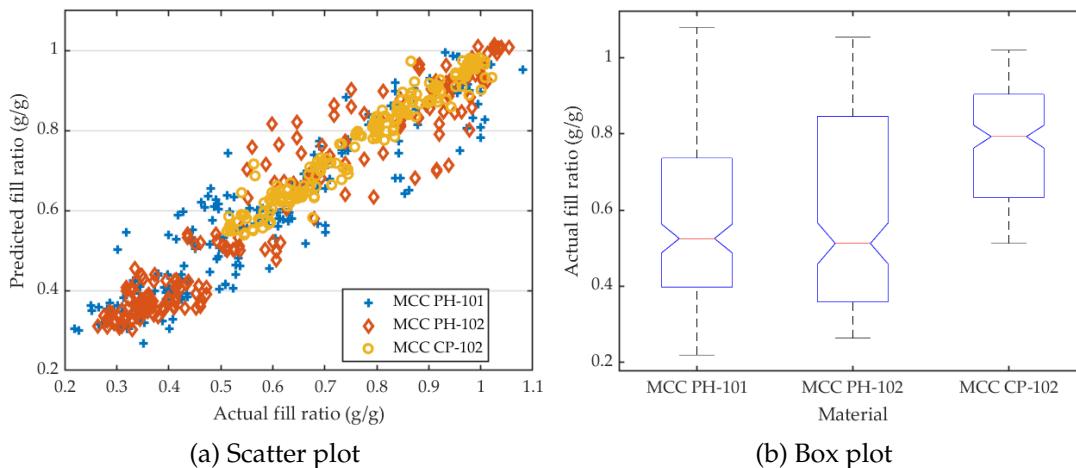 1
0.8
0.6
0.4
0.2
Predicted fill ratio (g/g)
MCC PH-101
MCC PH-102
MCC CP-102
0.2 0.3 0.4 0.5 0.6 0.7 0.8 0.9 1 1.1
Actual fill ratio (g/g)
(a) Scatter plot
1
0.8
0.6
0.4
0.2
Actual fill ratio (g/g)
MCC PH-101 MCC PH-102 MCC CP-102
Material
(b) Box plot